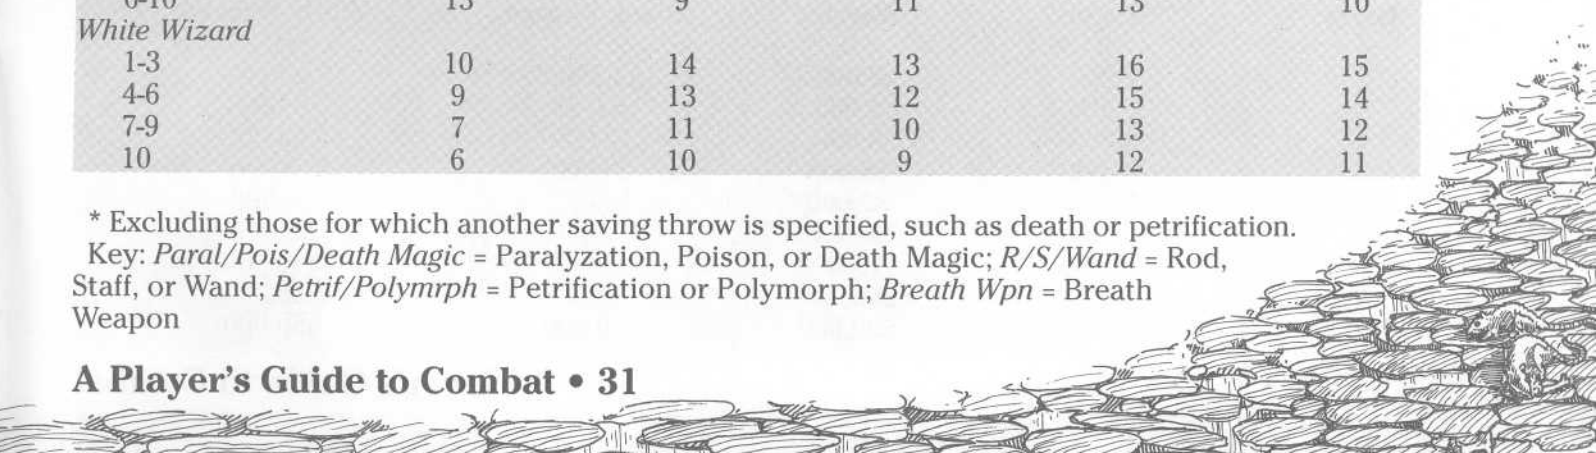 9 11 10
White Wizard
1-3 10 14 13 16 15
4-6 9 13 12 15 14
7-9 7 11 10 13 12
10 6 10 9 12 11
* Excluding those for which another saving throw is specified, such as death or petrification.
Key: Paral/Pois/Death Magic = Paralyzation, Poison, or Death Magic; R/S/Wand = Rod,
Staff, or Wand; Petrif/Polymrph = Petrification or Polymorph; Breath Wpn = Breath
Weapon
A Player's Guide to Combat • 31